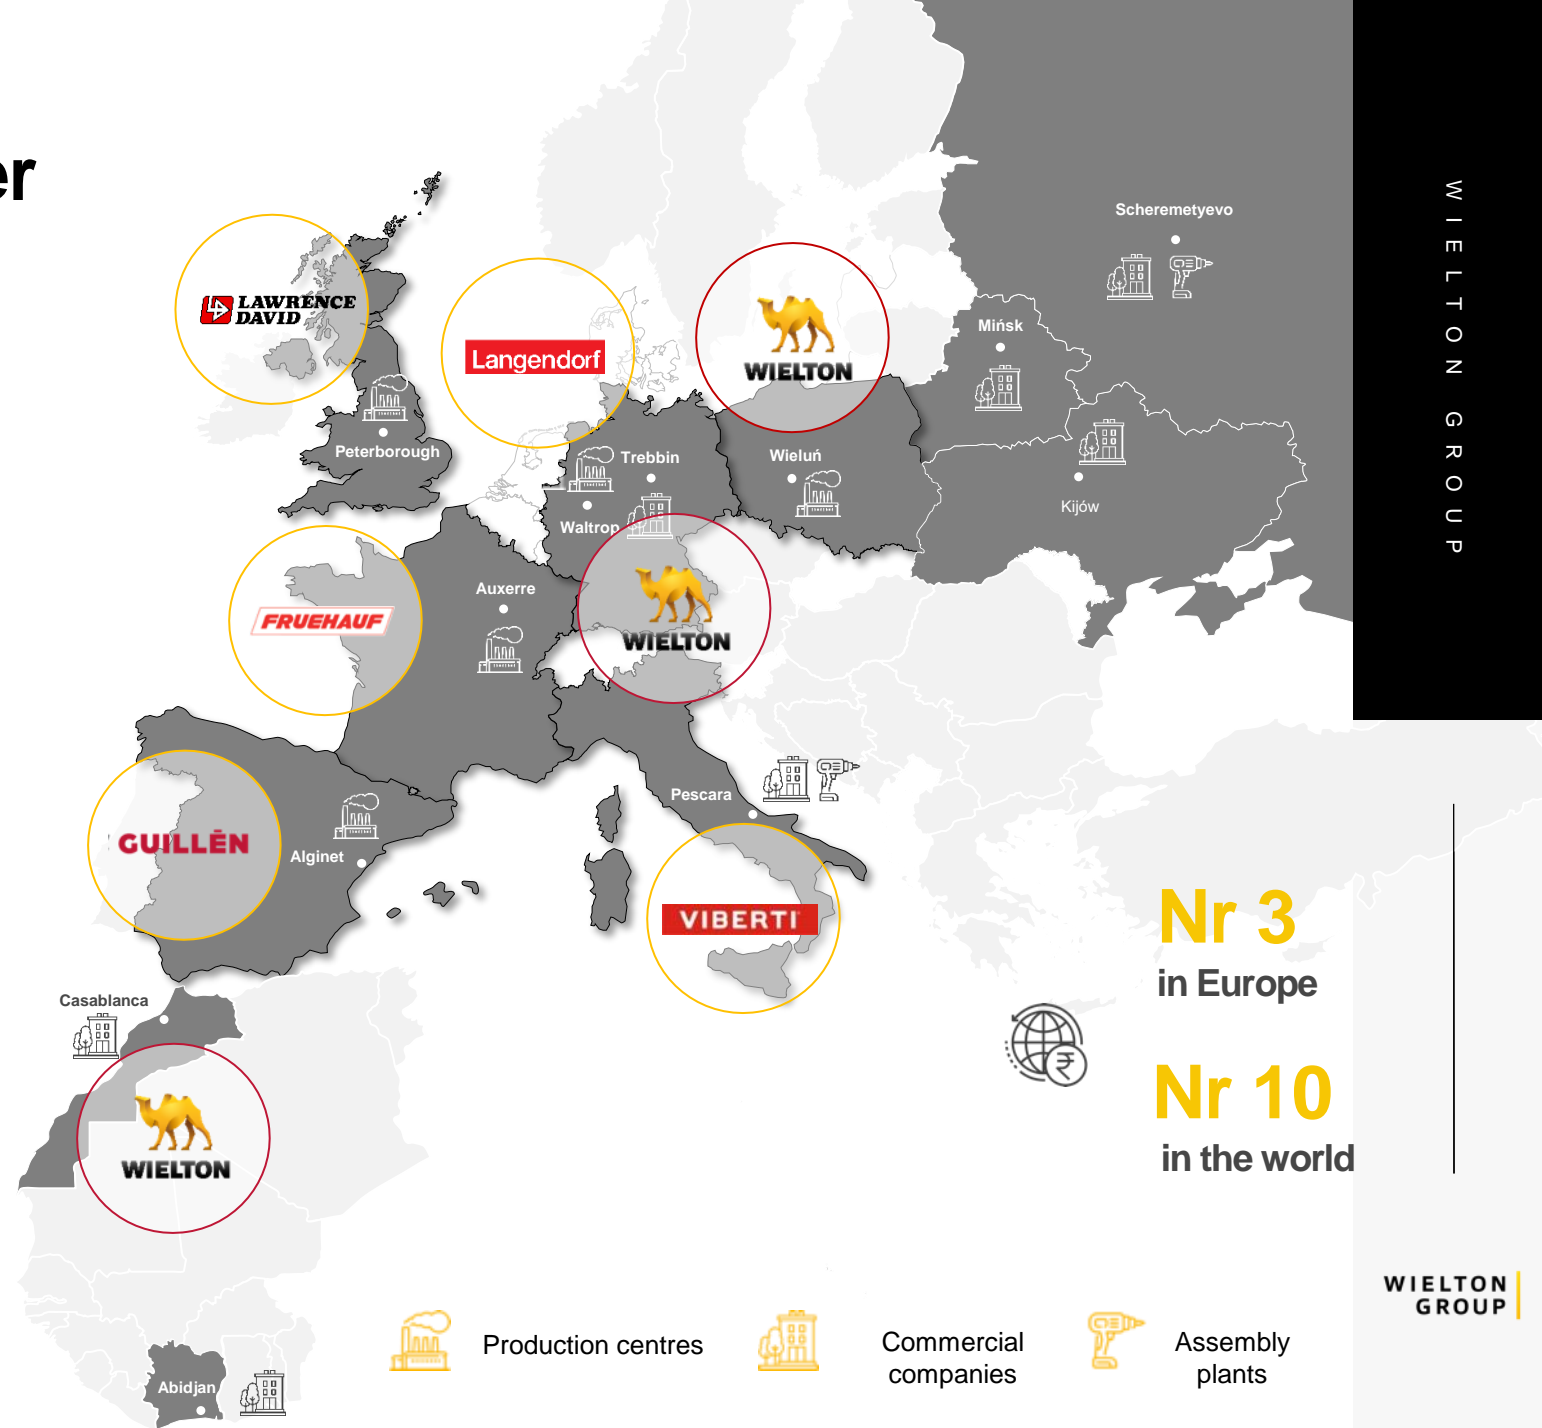 er
WIELTON GROUP
Scheremetyevo
LAWRENCE
DAVID
Langendorf
WIELTON
Mińsk
Peterborough
Trebbin
Wieluń
Waltrop
Kijów
Auxerre
FRUEHAUF
WIELTON
Pescara
GUILLÉN
Alginet
VIBERTI
Nr 3
in Europe
Casablanca
Nr 10
in the world
WIELTON
WIELTON
GROUP
Production centres
Commercial
companies
Assembly
plants
Abidjan